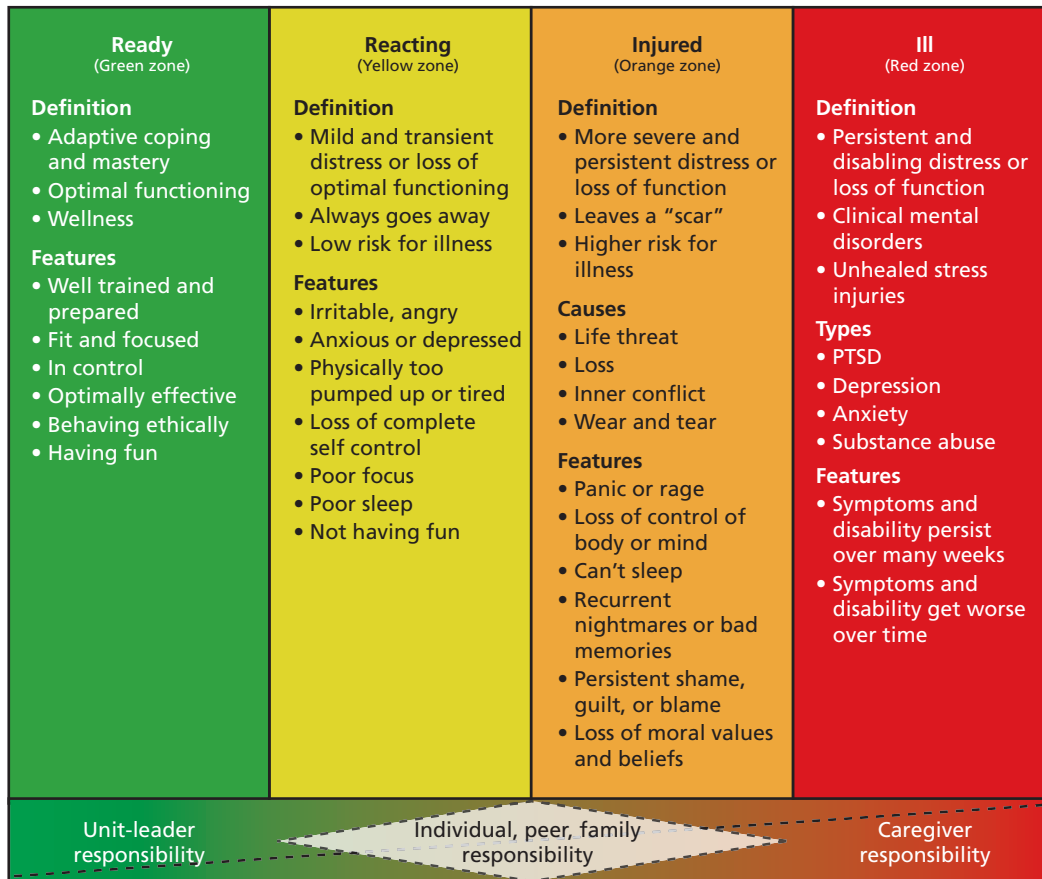 Ready
(Green zone)
Definition
• Adaptive coping
and mastery
• Optimal functioning
• Wellness
Features
• Well trained and
prepared
• Fit and focused
• In control
• Optimally effective
• Behaving ethically
• Having fun
Reacting
(Yellow zone)
Definition
• Mild and transient
distress or loss of
optimal functioning
• Always goes away
• Low risk for illness
Features
• Irritable, angry
• Anxious or depressed
• Physically too
pumped up or tired
• Loss of complete
self control
• Poor focus
• Poor sleep
• Not having fun
Injured
(Orange zone)
Definition
• More severe and
persistent distress or
loss of function
• Leaves a “scar”
• Higher risk for
illness
Causes
• Life threat
• Loss
• Inner conflict
• Wear and tear
Features
• Panic or rage
• Loss of control of
body or mind
• Can’t sleep
• Recurrent
nightmares or bad
memories
• Persistent shame,
guilt, or blame
• Loss of moral values
and beliefs
Ill
(Red zone)
Definition
• Persistent and
disabling distress or
loss of function
• Clinical mental
disorders
• Unhealed stress
injuries
Types
• PTSD
• Depression
• Anxiety
• Substance abuse
Features
• Symptoms and
disability persist
over many weeks
• Symptoms and
disability get worse
over time
Unit-leader
responsibility
Individual, peer, family
responsibility
Caregiver
responsibility